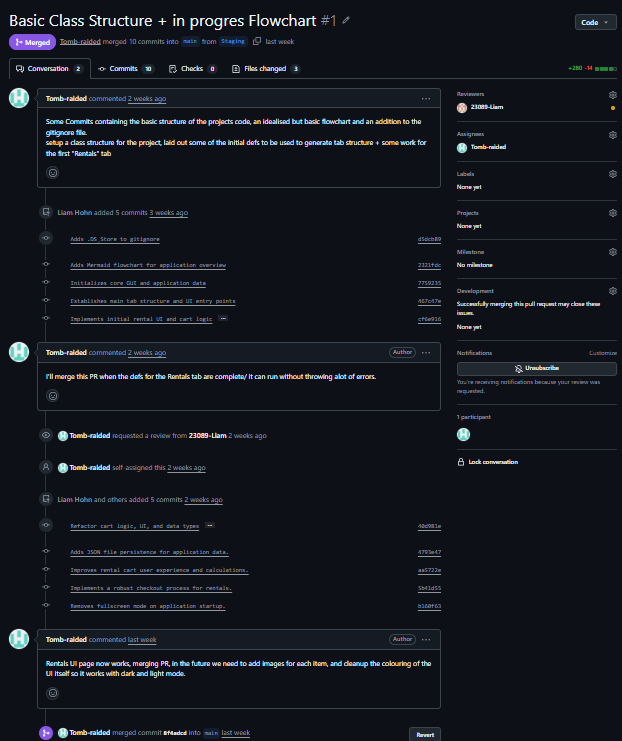 Basic Class Structure + in progres Flowchart #1
Code
Merged
Tomb-raided merged 10 commits into main from Staging last week
Conversation 2
Commits 10
Checks 0
Files changed 3
+280 -14
Tomb-raided commented 2 weeks ago
Some Commits containing the basic structure of the projects code, an idealised but basic flowchart and an addition to the
gitignore file.
setup a class structure for the project, laid out some of the initial defs to be used to generate tab structure + some work for
the first "Rentals" tab
Liam Hohn added 5 commits 3 weeks ago
Adds .DS_Store to gitignore d5dcb89
Adds Mermaid flowchart for application overview 2321fdc
Initializes core GUI and application data 7759235
Establishes main tab structure and UI entry points 467c47e
Implements initial rental UI and cart logic ... cf6e916
Tomb-raided commented 2 weeks ago
Author
I'll merge this PR when the defs for the Rentals tab are complete/ it can run without throwing alot of errors.
Tomb-raided requested a review from 23089-Liam 2 weeks ago
Tomb-raided self-assigned this 2 weeks ago
Liam Hohn and others added 5 commits 2 weeks ago
Refactor cart logic, UI, and data types ... 40d981e
Adds JSON file persistence for application data. 4793e47
Improves rental cart user experience and calculations. aa5722e
Implements a robust checkout process for rentals. 5b41d55
Removes fullscreen mode on application startup. b160f63
Tomb-raided commented last week
Author
Rentals UI page now works, merging PR, in the future we need to add images for each item, and cleanup the colouring of the
UI itself so it works with dark and light mode.
Tomb-raided merged commit 8f4adcd into main last week
Revert
Reviewers
23089-Liam
Assignees
Tomb-raided
Labels
None yet
Projects
None yet
Milestone
No milestone
Development
Successfully merging this pull request may close these
issues.
None yet
Notifications
Customize
Unsubscribe
You're receiving notifications because your review was
requested.
1 participant
Lock conversation